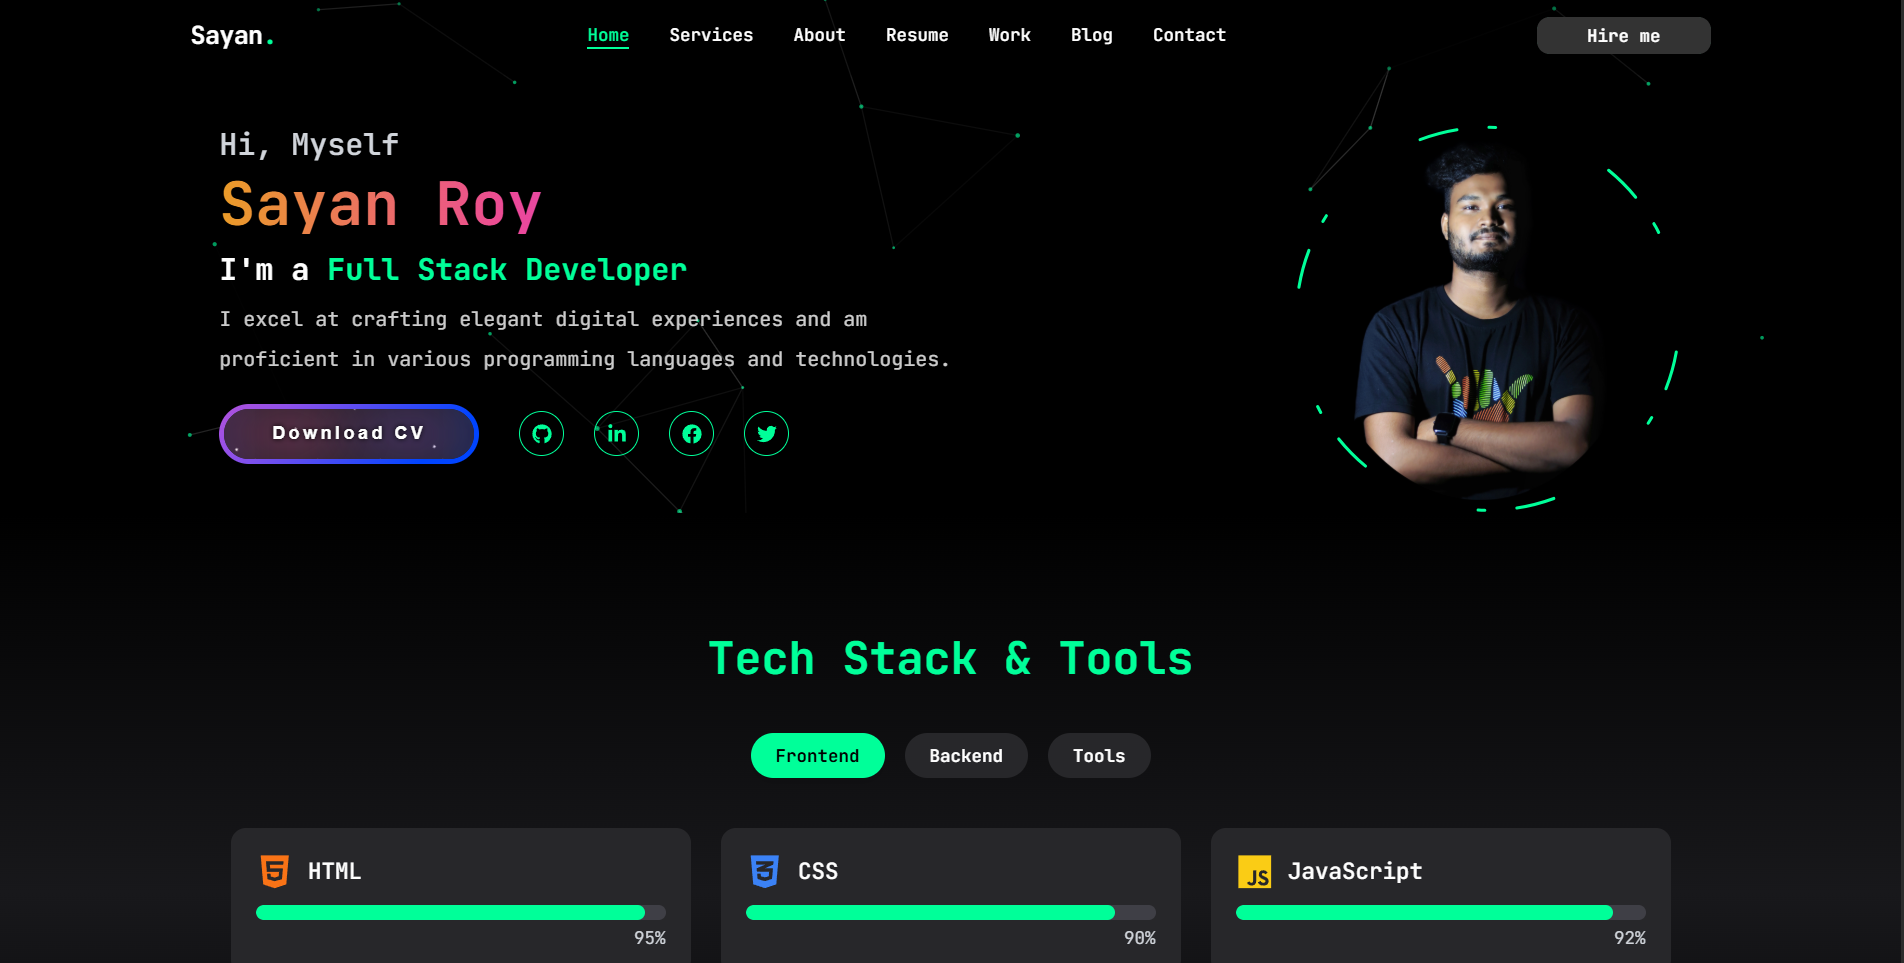 Sayan.
Home Services About Resume Work Blog Contact
Hire me
Hi, Myself
Sayan Roy
I'm a Full Stack Developer
I excel at crafting elegant digital experiences and am
proficient in various programming languages and technologies.
Download CV
Tech Stack & Tools
Frontend Backend Tools
HTML
95%
CSS
90%
JS JavaScript
92%